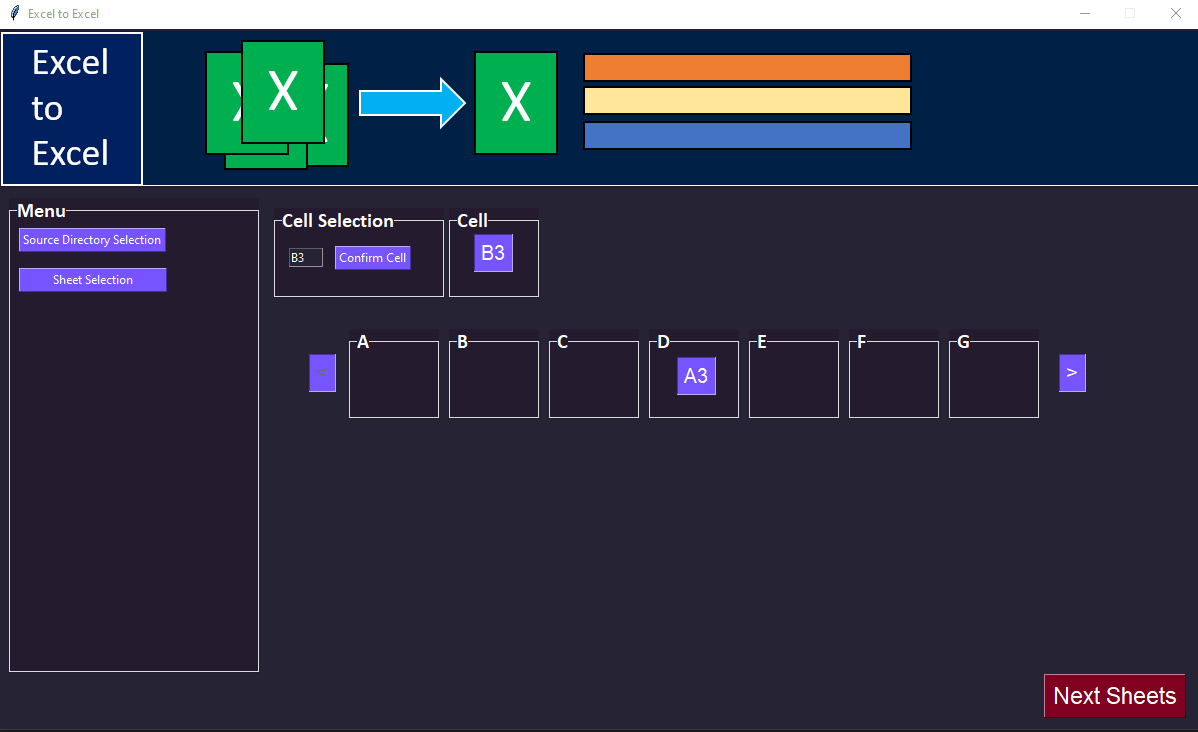 Excel to Excel
Excel
to
Excel
X
X
X
Menu
Source Directory Selection
Sheet Selection
Cell Selection
B3
Confirm Cell
Cell
B3
<
A
B
C
D
A3
E
F
G
>
Next Sheets